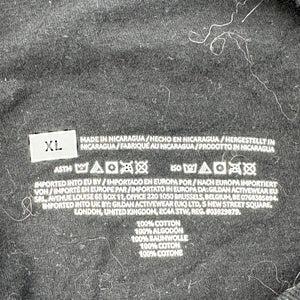 XL
MADE IN NICARAGUA / HECHO EN NICARAGUA / HERGESTELLT IN
NICARAGUA / FABRIQUÉ AU NICARAGUA / PRODOTTO IN NICARAGUA
ASTM ISO
IMPORTED INTO EU BY: / IMPORTADO EN EUROPA POR / NACH EUROPA IMPORTIERT
VON / IMPORTÉ EN EUROPE PAR / IMPORTATO IN EUROPA DA: GILDAN ACTIVEWEAR (EU)
SRL, AVENUE LOUISE 65 BOX 11, OFFICE 220 1050 BRUSSELS, BELGIUM
IMPORTED INTO UK BY: GILDAN ACTIVEWEAR (UK) LTD, 5 NEW STREET SQUARE,
LONDON, UNITED KINGDOM, EC4A 3TW, REG.
100% COTTON
100% ALGODÓN
100% BAUMWOLLE
100% COTON
100% COTONE